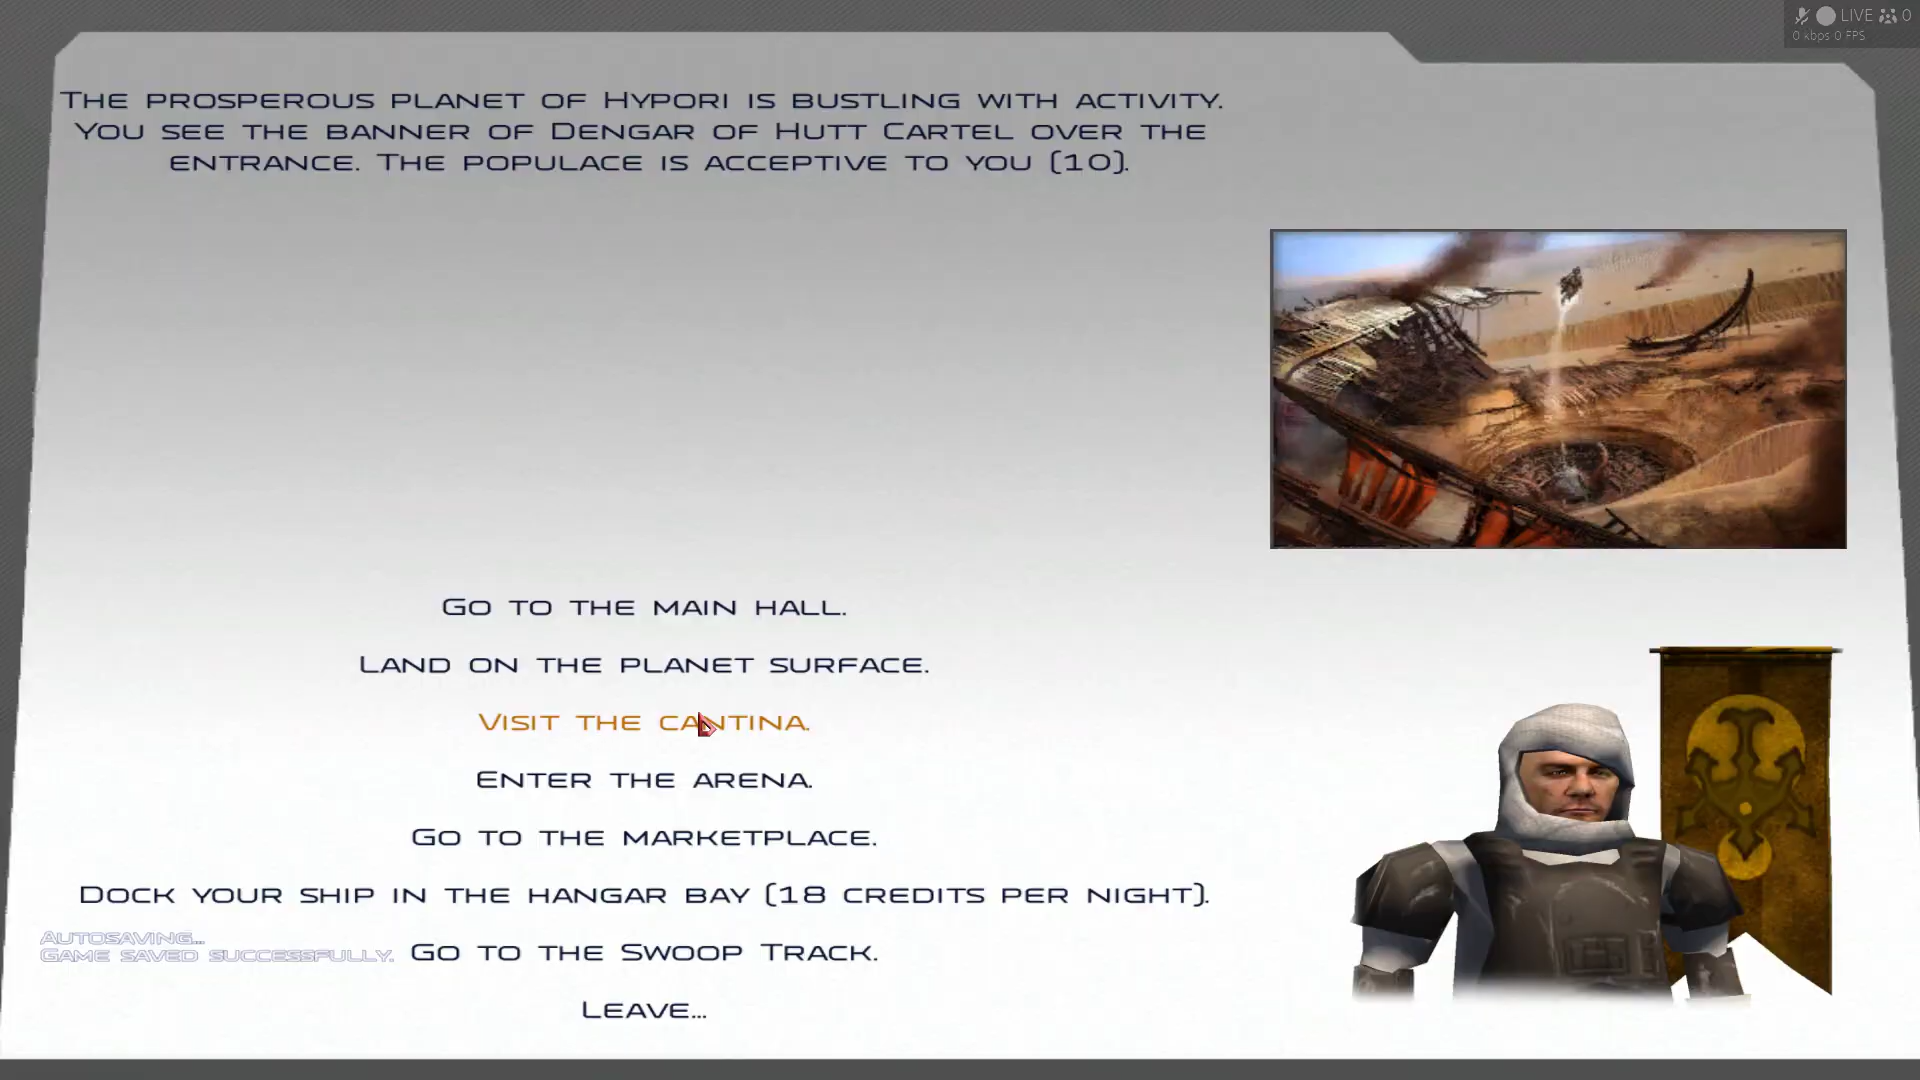 LIVE 0
0 kbps 0 FPS
The prosperous planet of Hypori is bustling with activity.
You see the banner of Dengar of Hutt Cartel over the
entrance. The populace is acceptive to you (10).
Go to the main hall.
Land on the planet surface.
Visit the cantina.
Enter the arena.
Go to the marketplace.
Dock your ship in the hangar bay (18 credits per night).
Autosaving...
Game saved successfully.
Go to the Swoop Track.
Leave...